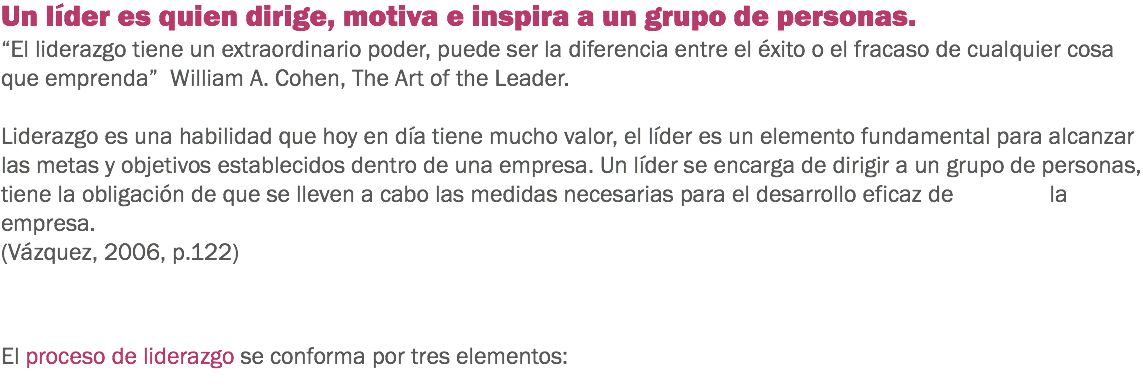 Un líder es quien dirige, motiva e inspira a un grupo de personas.
“El liderazgo tiene un extraordinario poder, puede ser la diferencia entre el éxito o el fracaso de cualquier cosa
que emprenda”  William A. Cohen, The Art of the Leader.
Liderazgo es una habilidad que hoy en día tiene mucho valor, el líder es un elemento fundamental para alcanzar
las metas y objetivos establecidos dentro de una empresa. Un líder se encarga de dirigir a un grupo de personas,
tiene la obligación de que se lleven a cabo las medidas necesarias para el desarrollo eficaz de la
empresa.
(Vázquez, 2006, p.122)
El proceso de liderazgo se conforma por tres elementos: